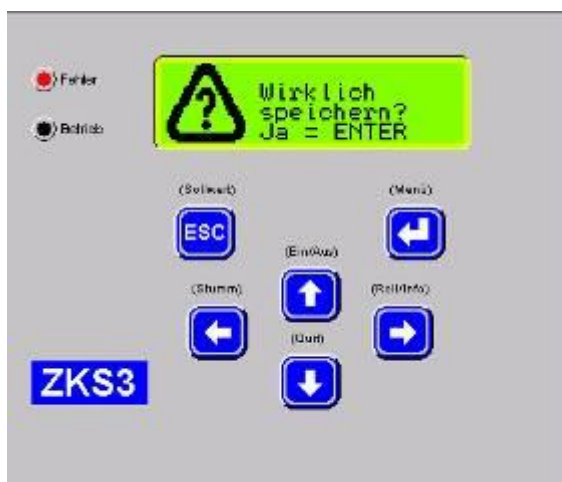 Fehler
Wirklich
speichern?
Ja = ENTER
Betrieb
(Sollwert)
(Menü)
ESC
(Ein/Aus)
(Stumm)
(Roll/Info)
(Quit)
ZKS3